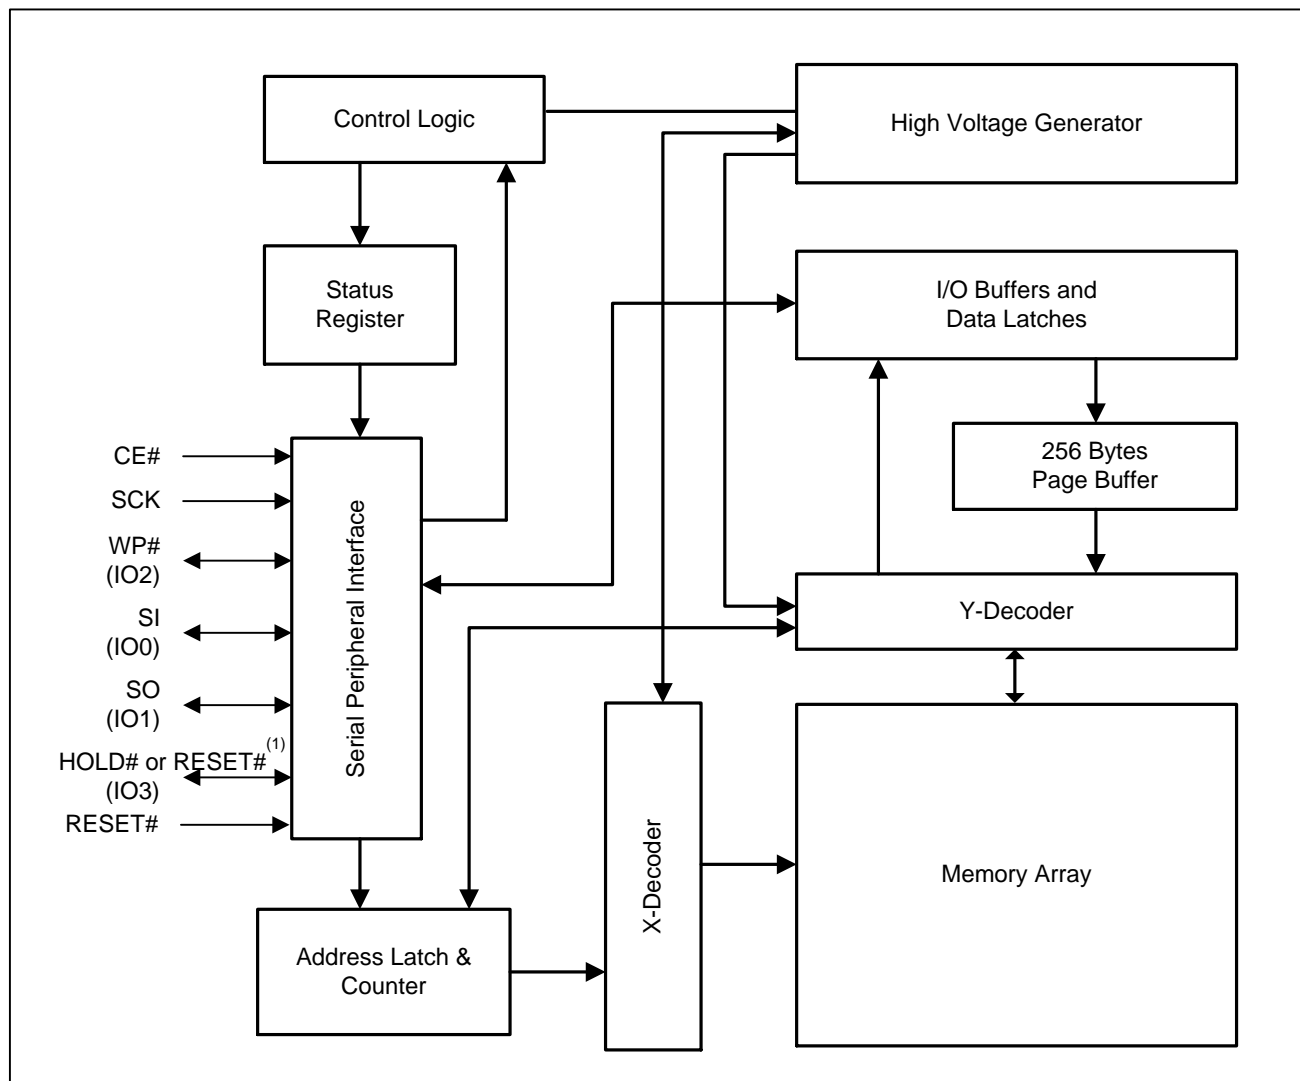 Control Logic
High Voltage Generator
Status
Register
I/O Buffers and
Data Latches
256 Bytes
Page Buffer
CE#
SCK
WP#
(IO2)
SI
(IO0)
SO
(IO1)
HOLD# or RESET#(1)
(IO3)
RESET#
Serial Peripheral Interface
Y-Decoder
X-Decoder
Memory Array
Address Latch &
Counter